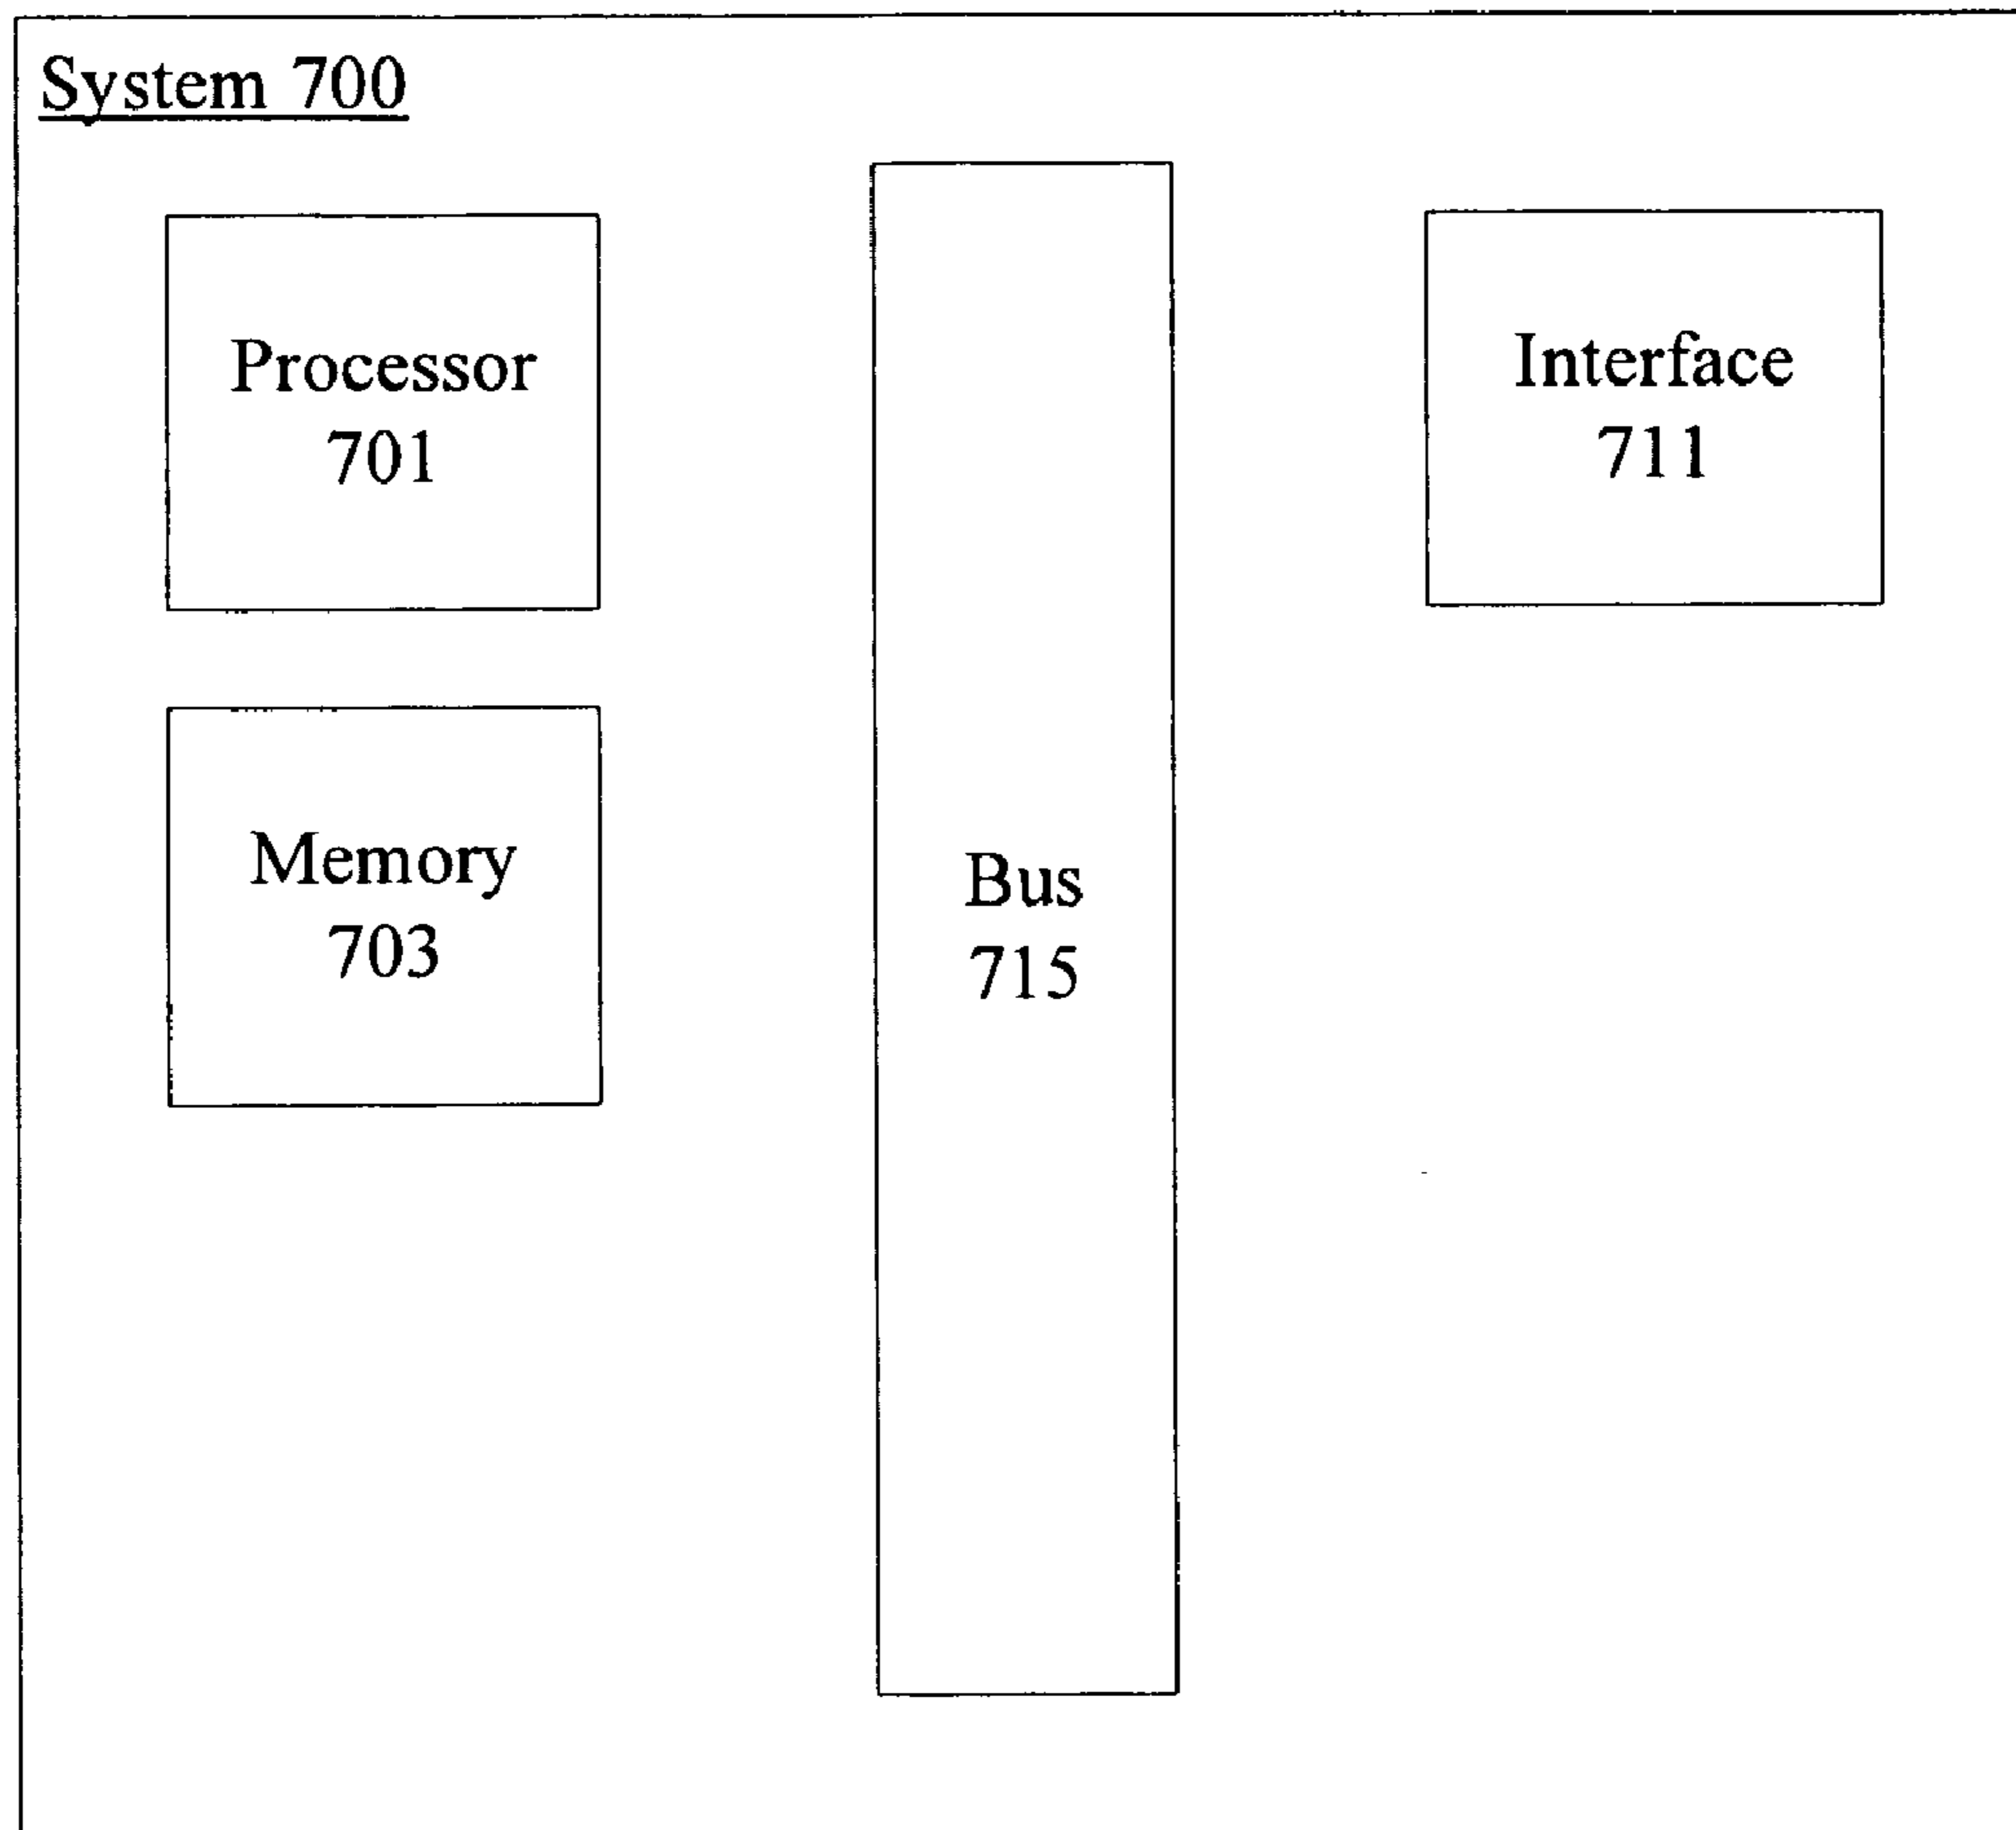 System 700
Processor
701
Interface
711
Memory
703
Bus
715